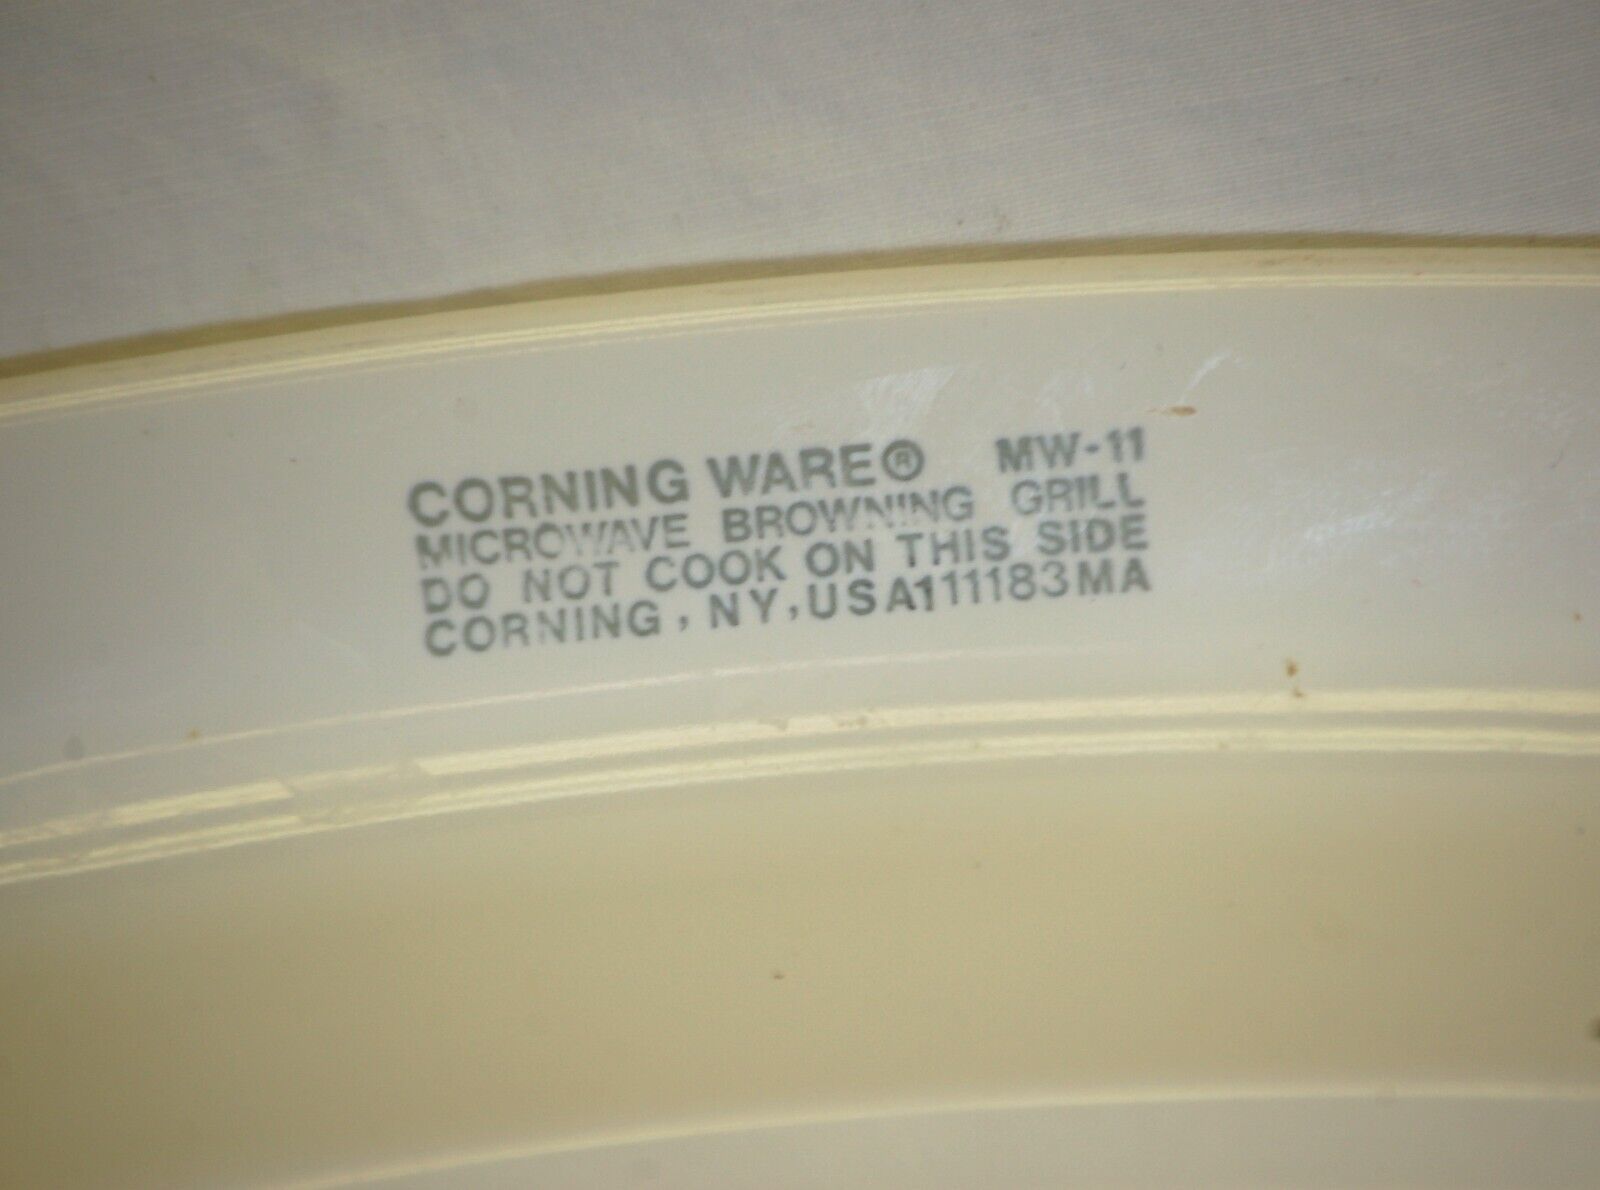 CORNING WARE® MW-11
MICROWAVE BROWNING GRILL
DO NOT COOK ON THIS SIDE
CORNING, NY, USA111183MA